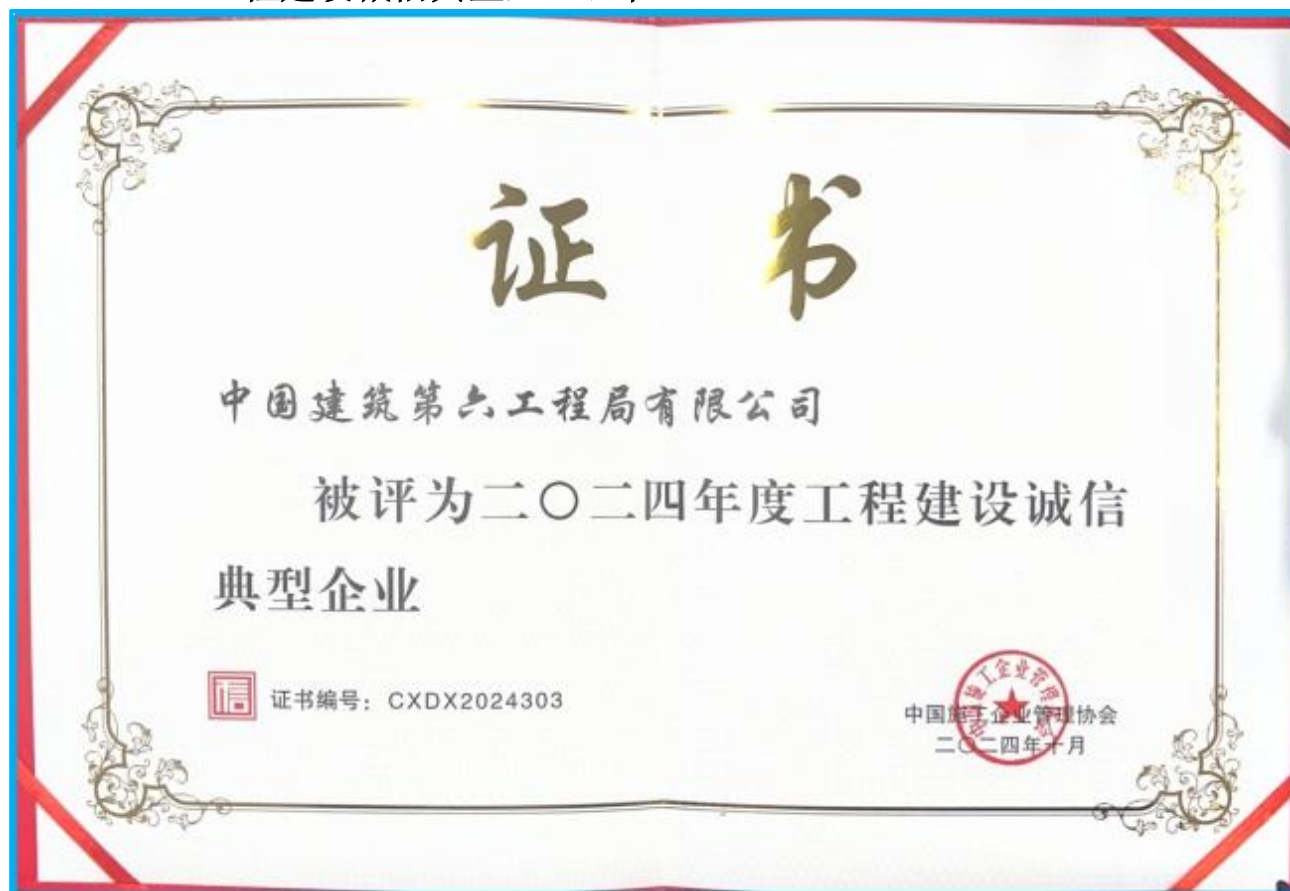 证 书
中国建筑第六工程局有限公司
被评为二〇二四年度工程建设诚信
典型企业
信
证书编号：CXDX2024303
中国施工企业管理协会
二〇二四年十月